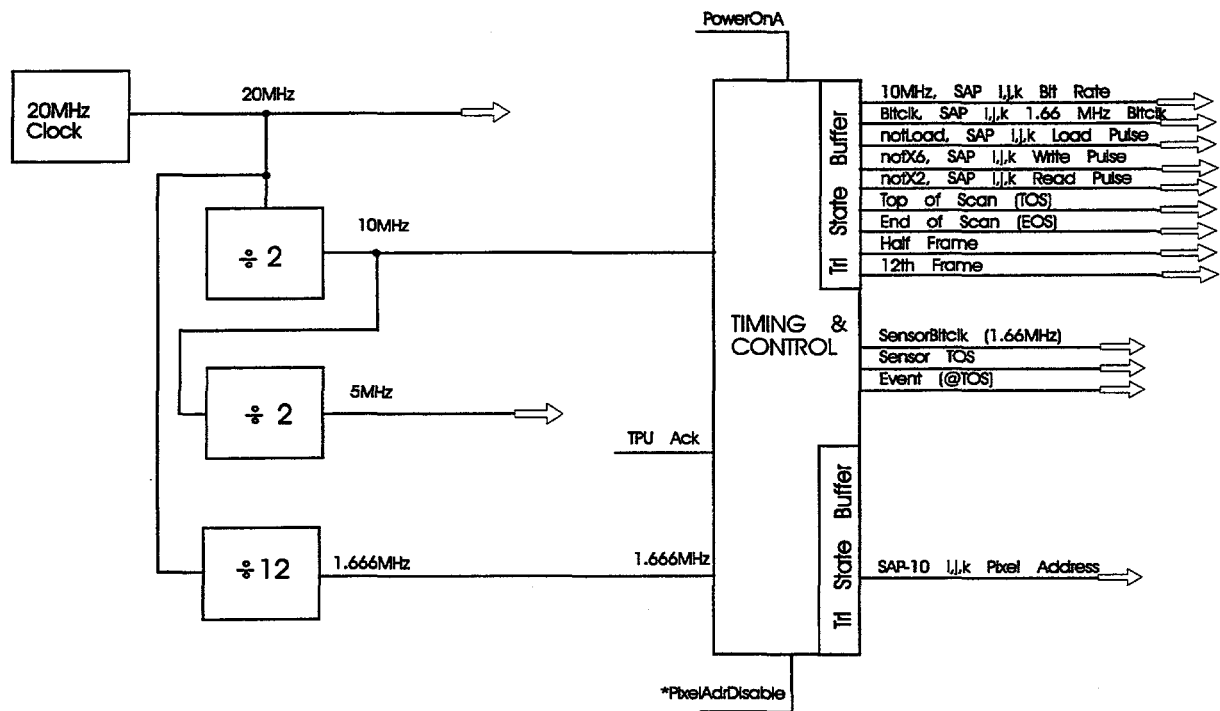 PowerOnA
20MHz
Clock
20MHz
÷ 2
10MHz
÷ 2
5MHz
÷12
1.666MHz
1.666MHz
TPU Ack
TIMING &
CONTROL
Tri State Buffer
10MHz, SAP i,j,k Bit Rate
Bitclk, SAP i,j,k 1.66 MHz Bitclk
notLoad, SAP i,j,k Load Pulse
notX6, SAP i,j,k Write Pulse
notX2, SAP i,j,k Read Pulse
Top of Scan (TOS)
End of Scan (EOS)
Half Frame
12th Frame
SensorBitclk (1.66MHz)
Sensor TOS
Event (@TOS)
Tri State Buffer
SAP-10 i,j,k Pixel Address
*PixelAdrDisable